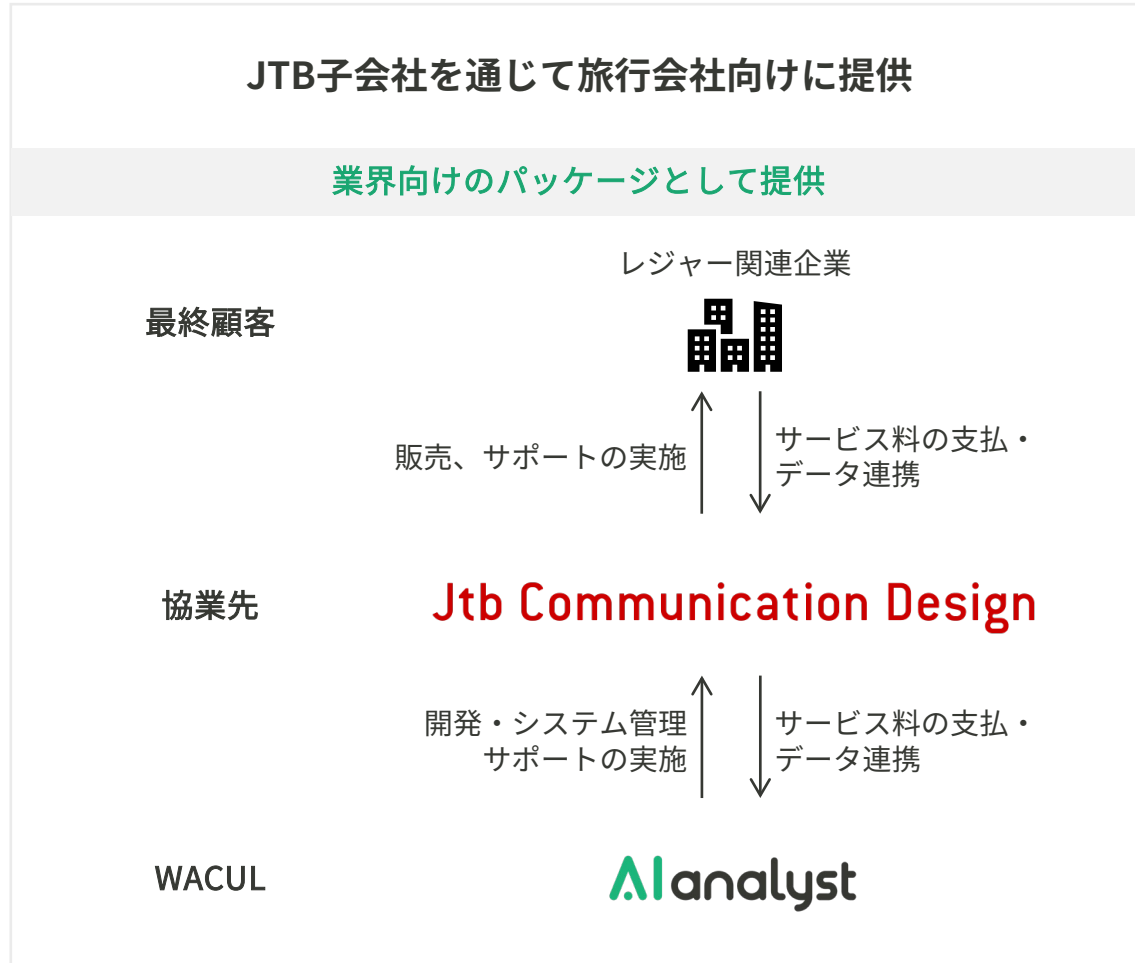 JTB子会社を通じて旅行会社向けに提供
業界向けのパッケージとして提供
レジャー関連企業
最終顧客
販売、サポートの実施
サービス料の支払・
データ連携
協業先
Jtb Communication Design
開発・システム管理
サポートの実施
サービス料の支払・
データ連携
WACUL
AI analyst